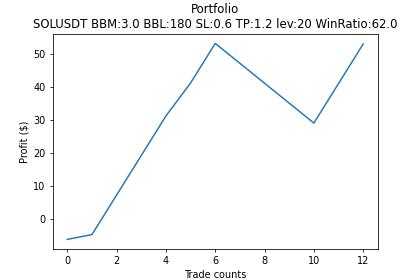 Portfolio
SOLUSDT BBM:3.0 BBL:180 SL:0.6 TP:1.2 lev:20 WinRatio:62.0
50
40
30
20
10
0
Profit ($)
0 2 4 6 8 10 12
Trade counts